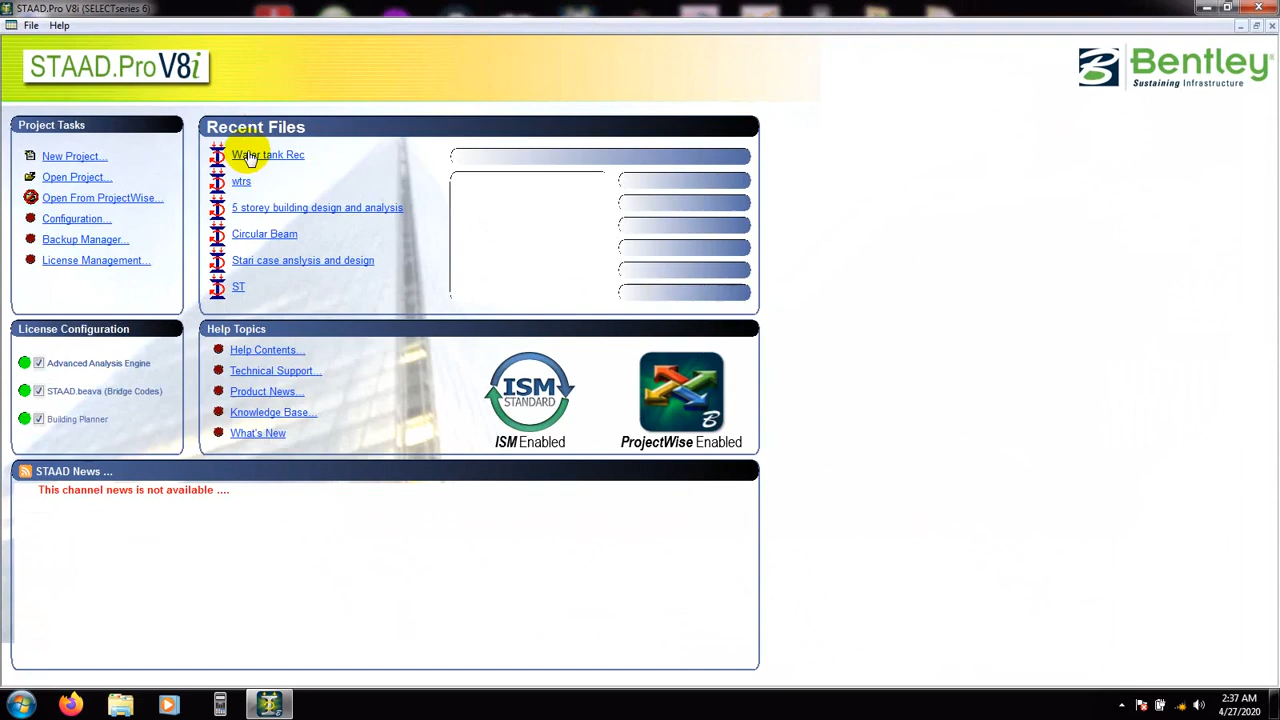 STAAD.Pro V8i (SELECTseries 6)
File Help
STAAD.Pro V8i
Bentley
Sustaining Infrastructure
Project Tasks
New Project...
Open Project...
Open From ProjectWise...
Configuration...
Backup Manager...
License Management...
Recent Files
Water tank Rec
wtrs
5 storey building design and analysis
Circular Beam
Stari case anslysis and design
ST
License Configuration
Advanced Analysis Engine
STAAD.beava (Bridge Codes)
Building Planner
Help Topics
Help Contents...
Technical Support...
Product News...
Knowledge Base...
What's New
ISM
STANDARD
ISM Enabled
B
ProjectWise Enabled
STAAD News ...
This channel news is not available ....
2:37 AM
4/27/2020